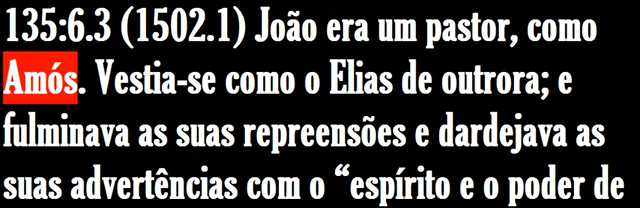 135:6.3 (1502.1) João era um pastor, como
Amós. Vestia-se como o Elias de outrora; e
fulminava as suas repreensões e dardejava as
suas advertências com o “espírito e o poder de